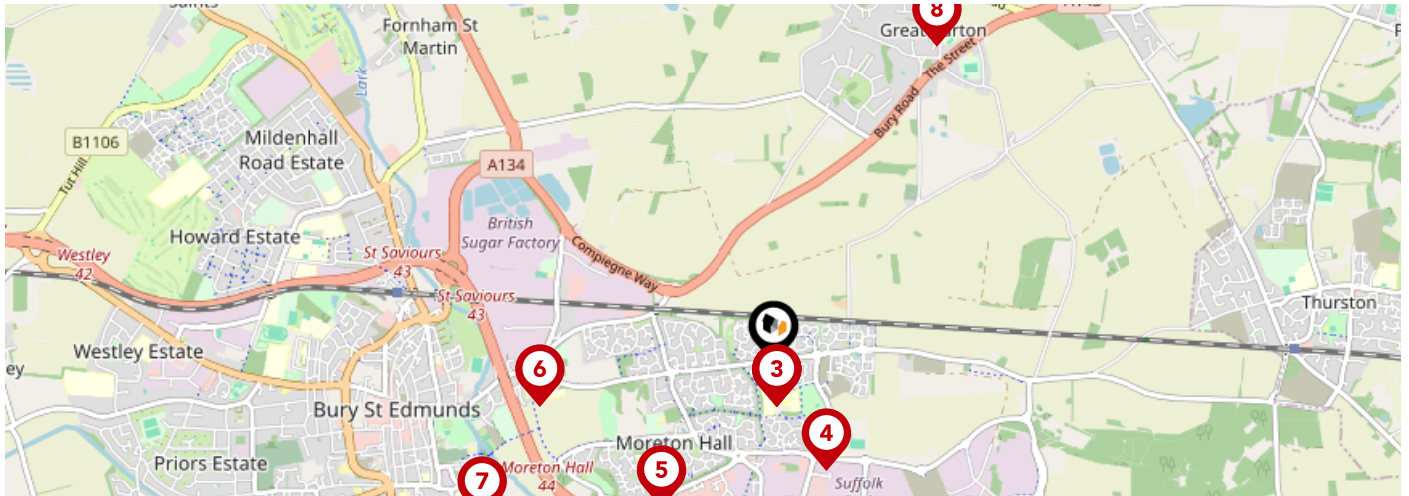 8
Fornham St
Martin
Great Barton
The Street
Lark
Bury Road
B1106
Mildenhall
Road Estate
Tut Hill
A134
British
Sugar Factory
Howard Estate
Compiegne Way
St Saviours
43
Westley
42
St Saviours
43
Thurston
Westley Estate
ey
6
3
Bury St Edmunds
4
Moreton Hall
5
Priors Estate
7
Moreton Hall
44
Suffolk